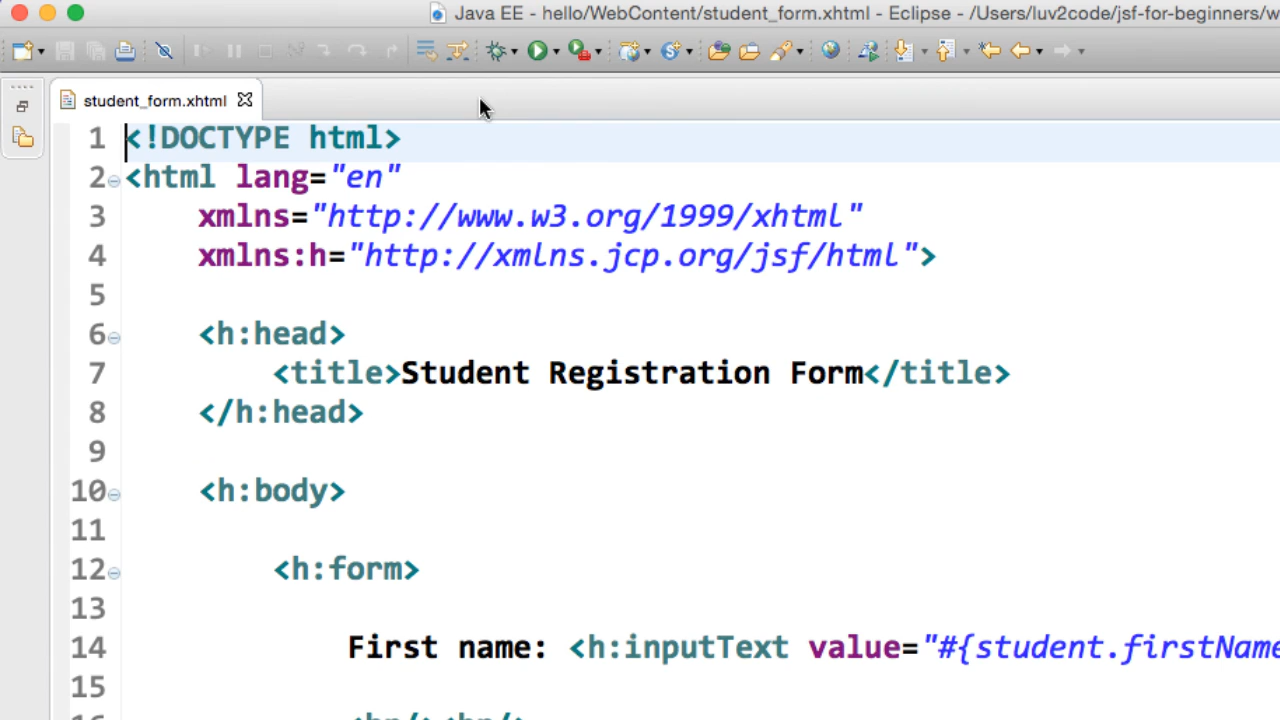 Java EE - hello/WebContent/student_form.xhtml - Eclipse - /Users/luv2code/jsf-for-beginners/w
student_form.xhtml
1 <!DOCTYPE html>
2 <html lang="en"
3 xmlns="http://www.w3.org/1999/xhtml"
4 xmlns:h="http://xmlns.jcp.org/jsf/html">
5
6 <h:head>
7 <title>Student Registration Form</title>
8 </h:head>
9
10 <h:body>
11
12 <h:form>
13
14 First name: <h:inputText value="#{student.firstName
15
16 <br/><br/>